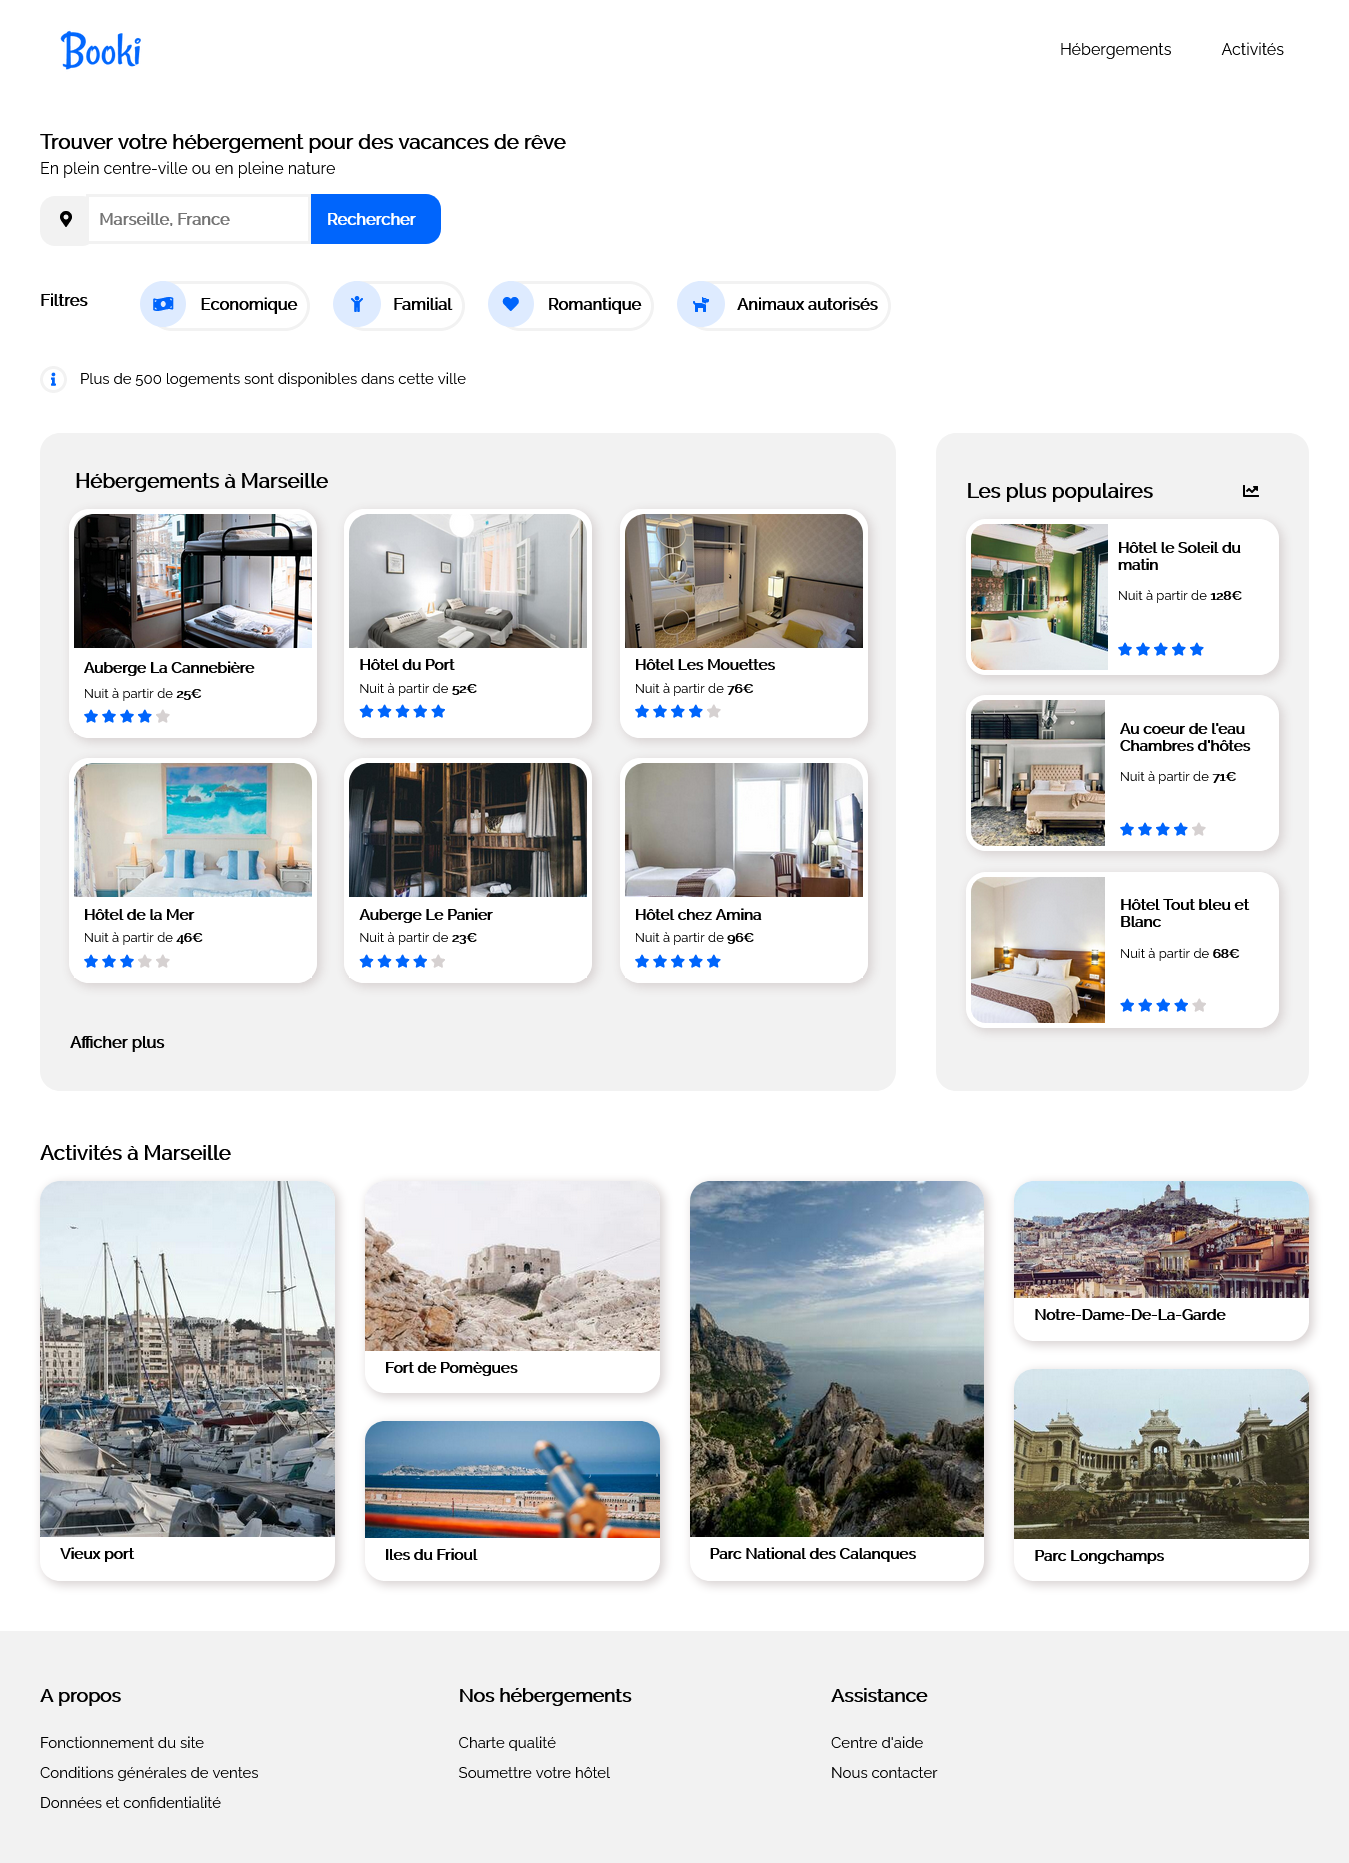 Booki
Hébergements
Activités
Trouver votre hébergement pour des vacances de rêve
En plein centre-ville ou en pleine nature
Marseille, France
Rechercher
Filtres
Economique
Familial
Romantique
Animaux autorisés
Plus de 500 logements sont disponibles dans cette ville
Hébergements à Marseille
Auberge La Cannebière
Nuit à partir de 25€
Hôtel du Port
Nuit à partir de 52€
Hôtel Les Mouettes
Nuit à partir de 76€
Hôtel de la Mer
Nuit à partir de 46€
Auberge Le Panier
Nuit à partir de 23€
Hôtel chez Amina
Nuit à partir de 96€
Afficher plus
Les plus populaires
Hôtel le Soleil du
matin
Nuit à partir de 128€
Au coeur de l'eau
Chambres d'hôtes
Nuit à partir de 71€
Hôtel Tout bleu et
Blanc
Nuit à partir de 68€
Activités à Marseille
Vieux port
Fort de Pomègues
Iles du Frioul
Parc National des Calanques
Notre-Dame-De-La-Garde
Parc Longchamps
A propos
Fonctionnement du site
Conditions générales de ventes
Données et confidentialité
Nos hébergements
Charte qualité
Soumettre votre hôtel
Assistance
Centre d'aide
Nous contacter